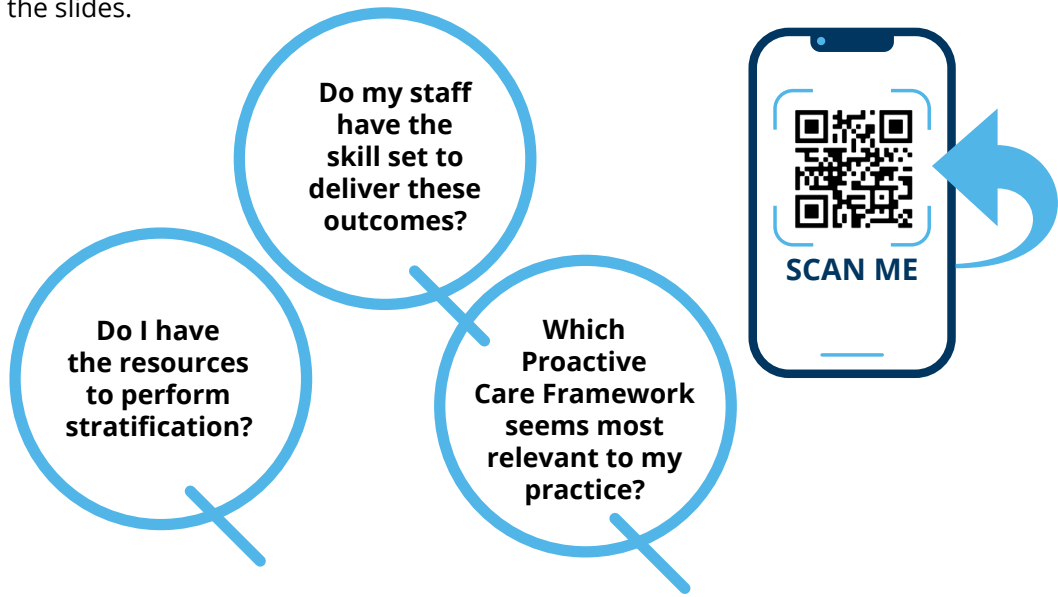 the slides.
Do my staff
have the
skill set to
deliver these
outcomes?
Do I have
the resources
to perform
stratification?
Which
Proactive
Care Framework
seems most
relevant to my
practice?
SCAN ME